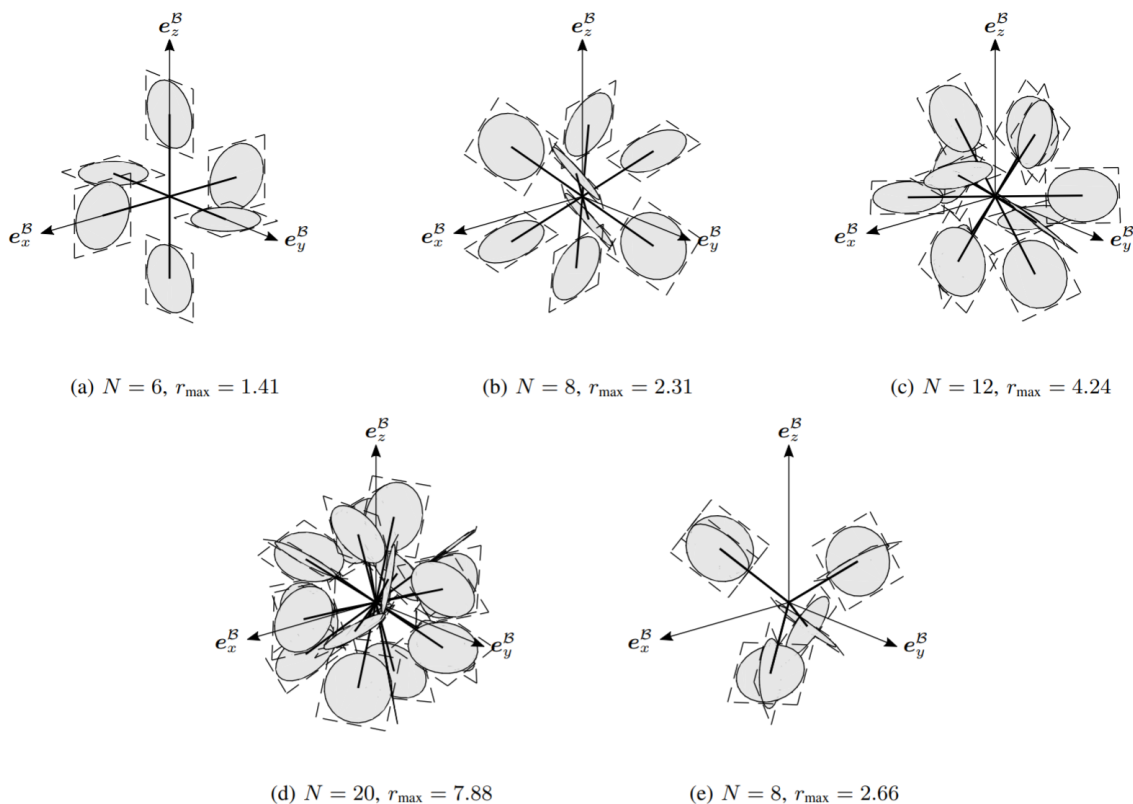 e_z^B
e_x^B
e_y^B
e_z^B
e_x^B
e_y^B
e_z^B
e_x^B
e_y^B
(a) N = 6, r_max = 1.41
(b) N = 8, r_max = 2.31
(c) N = 12, r_max = 4.24
e_z^B
e_x^B
e_y^B
e_z^B
e_x^B
e_y^B
(d) N = 20, r_max = 7.88
(e) N = 8, r_max = 2.66